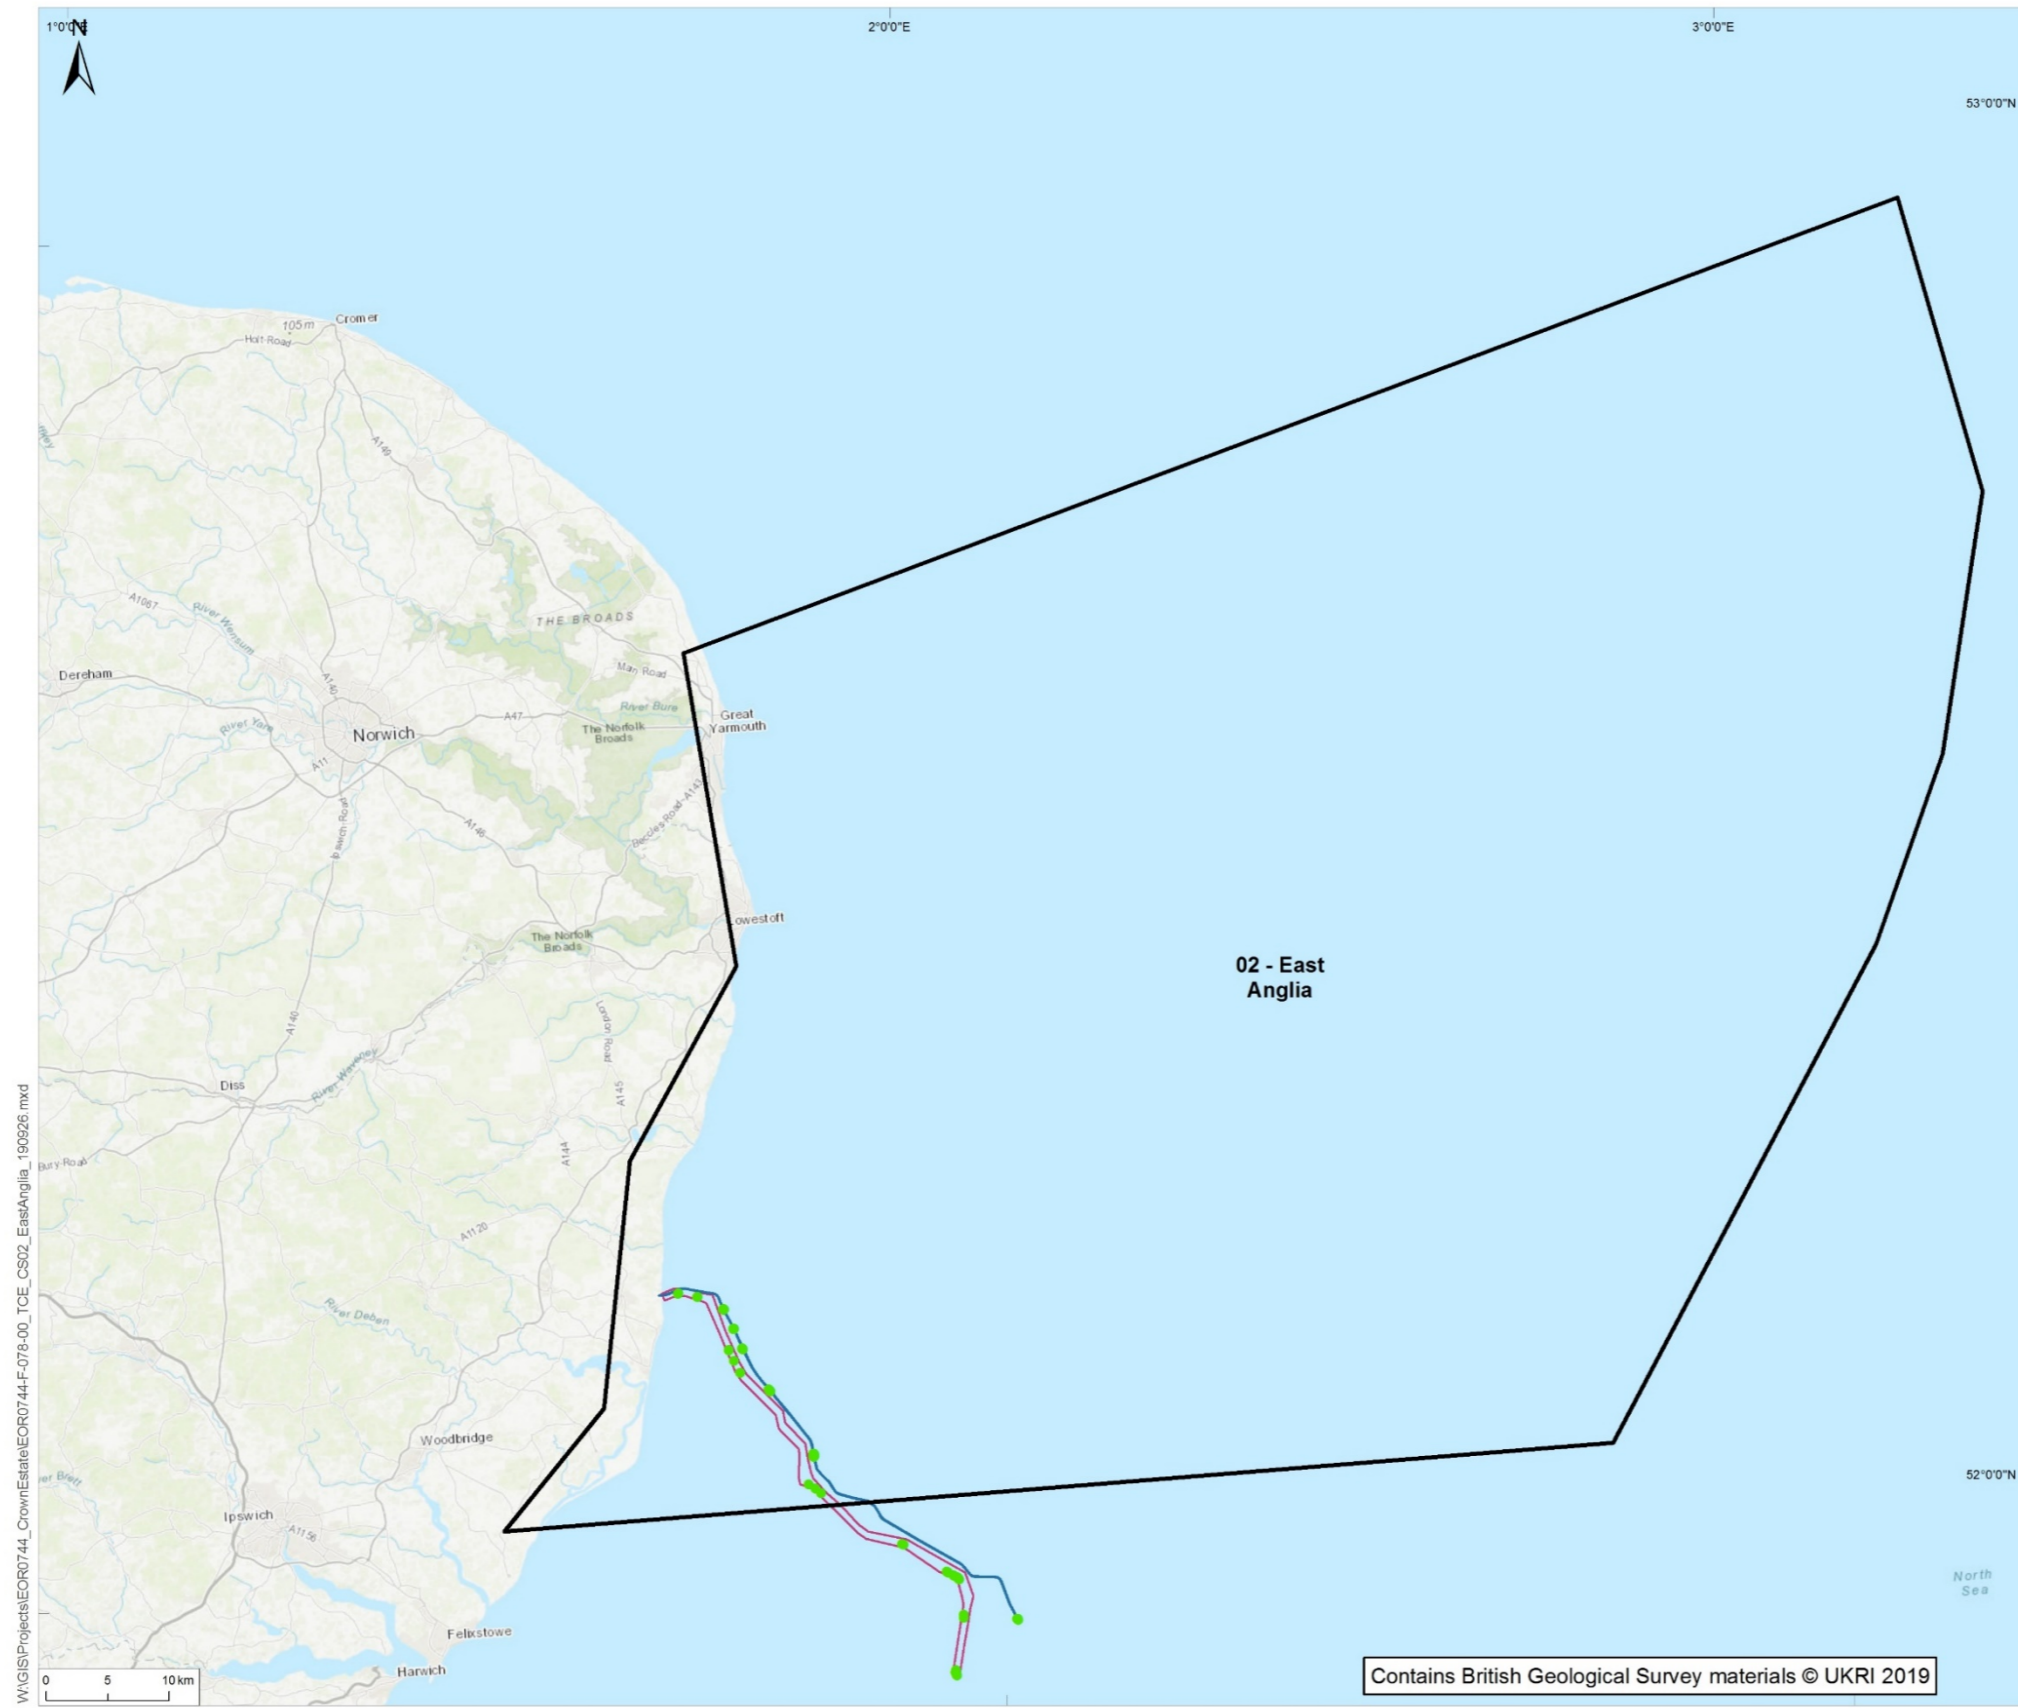 1°0'0"E
2°0'0"E
3°0'0"E
N
53°0'0"N
Cromer
105 m
Holt Road
A149
THE BROADS
A1067
River Wensum
Main Road
Dereham
A140
River Bure
Great
Yarmouth
A47
The Norfolk
Broads
River Yare
Norwich
A11
Ipswich Road
Beccles Road
A143
A146
Lowestoft
The Norfolk
Broads
02 - East
Anglia
A140
London Road
River Waveney
Diss
A145
A144
Bury Road
A1120
River Deben
Woodbridge
52°0'0"N
Ipswich
A1156
North
Sea
Felixstowe
Harwich
0 5 10 km
Contains British Geological Survey materials © UKRI 2019
W:\GIS\Projects\EOR0744_CrownEstate\EOR0744-F-078-00_TCE_CS02_EastAnglia_190926.mxd